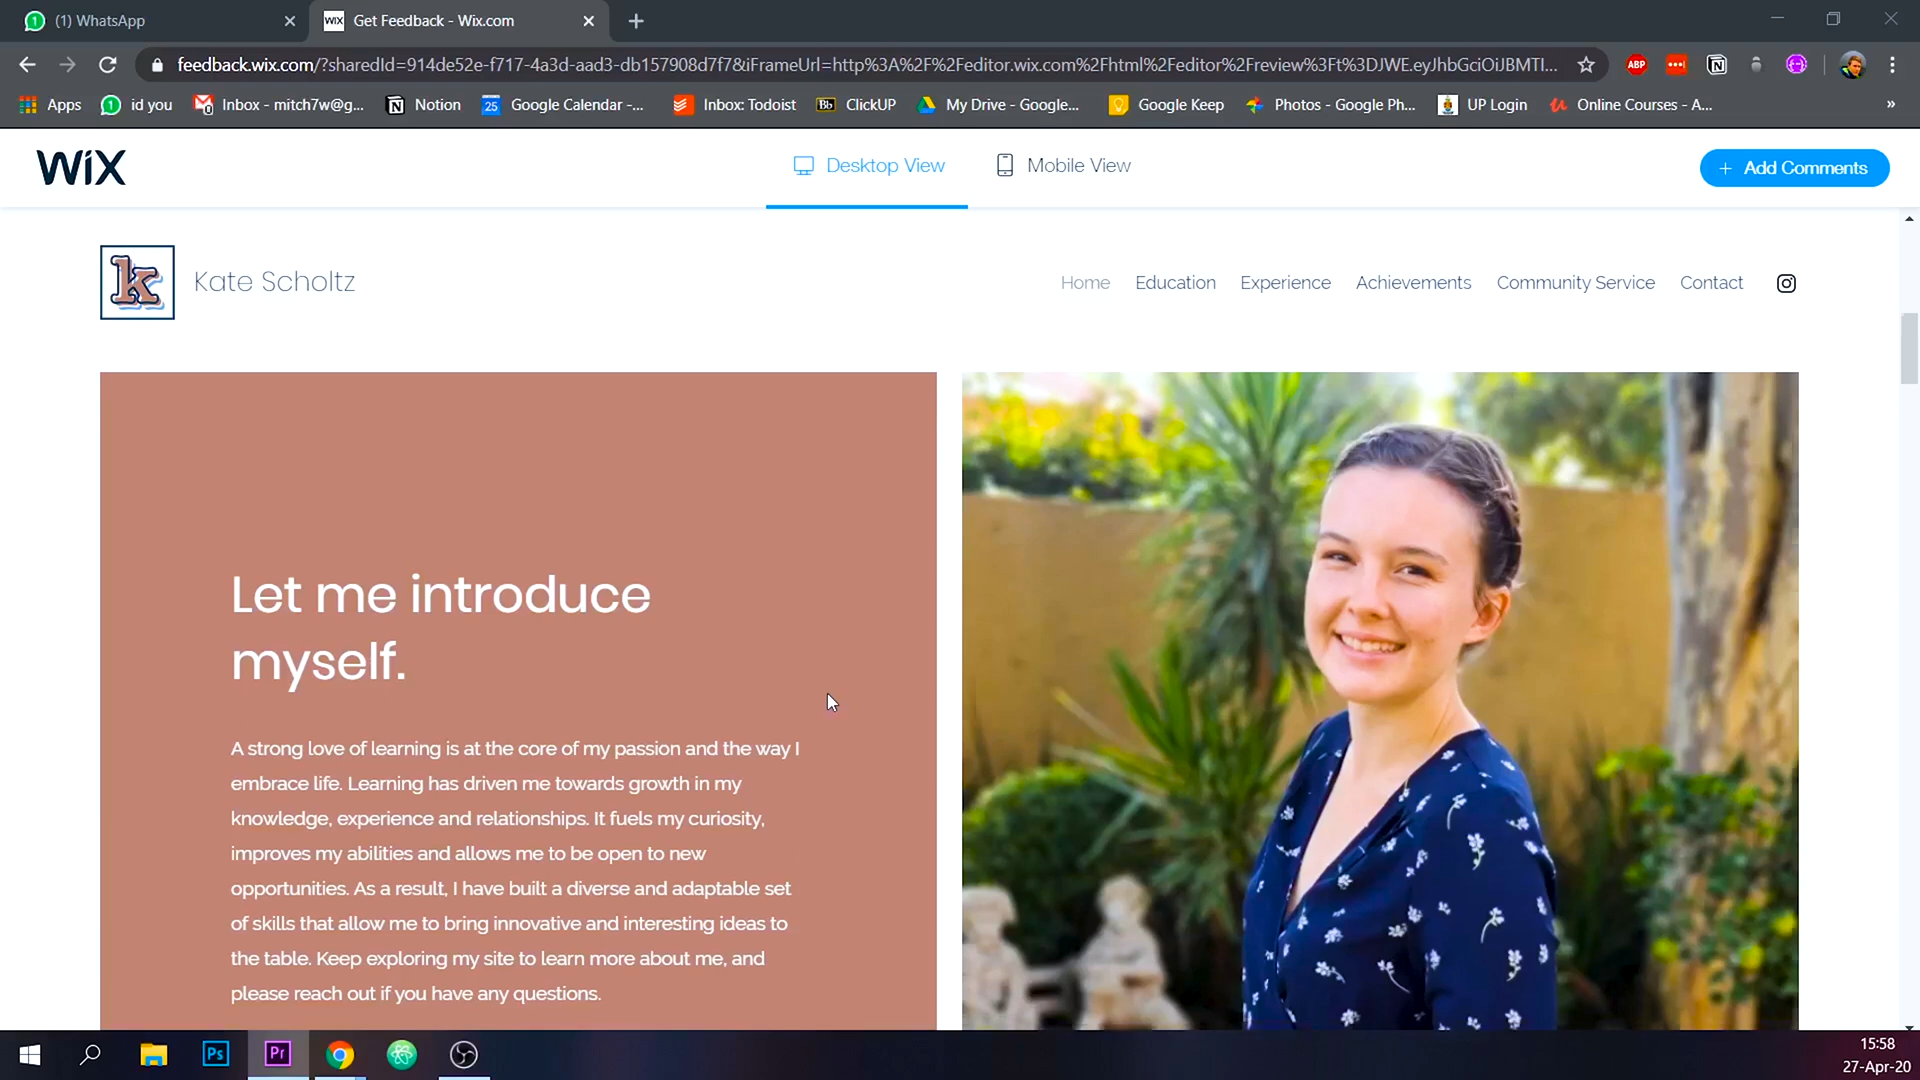 (1) WhatsApp
WiX Get Feedback - Wix.com
feedback.wix.com/?sharedId=914de52e-f717-4a3d-aad3-db157908d7f7&iFrameUrl=http%3A%2F%2Feditor.wix.com%2Fhtml%2Feditor%2Freview%3Ft%3DJWE.eyJhbGciOiJBMTI...
ABP
Apps id you Inbox - mitch7w@g... Notion 25 Google Calendar -... Inbox: Todoist Bb ClickUP My Drive - Google... Google Keep Photos - Google Ph... UP Login Online Courses - A... »
WiX Desktop View Mobile View + Add Comments
k Kate Scholtz Home Education Experience Achievements Community Service Contact
Let me introduce
myself.
A strong love of learning is at the core of my passion and the way I
embrace life. Learning has driven me towards growth in my
knowledge, experience and relationships. It fuels my curiosity,
improves my abilities and allows me to be open to new
opportunities. As a result, I have built a diverse and adaptable set
of skills that allow me to bring innovative and interesting ideas to
the table. Keep exploring my site to learn more about me, and
please reach out if you have any questions.
Ps Pr
15:58
27-Apr-20